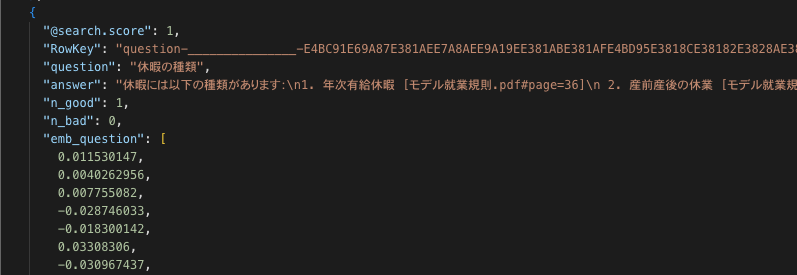 {
"@search.score": 1,
"RowKey": "question-_______________-E4BC91E69A87E381AEE7A8AEE9A19EE381ABE381AFE4BD95E3818CE38182E3828AE38
"question": "休暇の種類",
"answer": "休暇には以下の種類があります:\n1. 年次有給休暇 [モデル就業規則.pdf#page=36]\n 2. 産前産後の休業 [モデル就業規
"n_good": 1,
"n_bad": 0,
"emb_question": [
0.011530147,
0.0040262956,
0.007755082,
-0.028746033,
-0.018300142,
0.03308306,
-0.030967437,